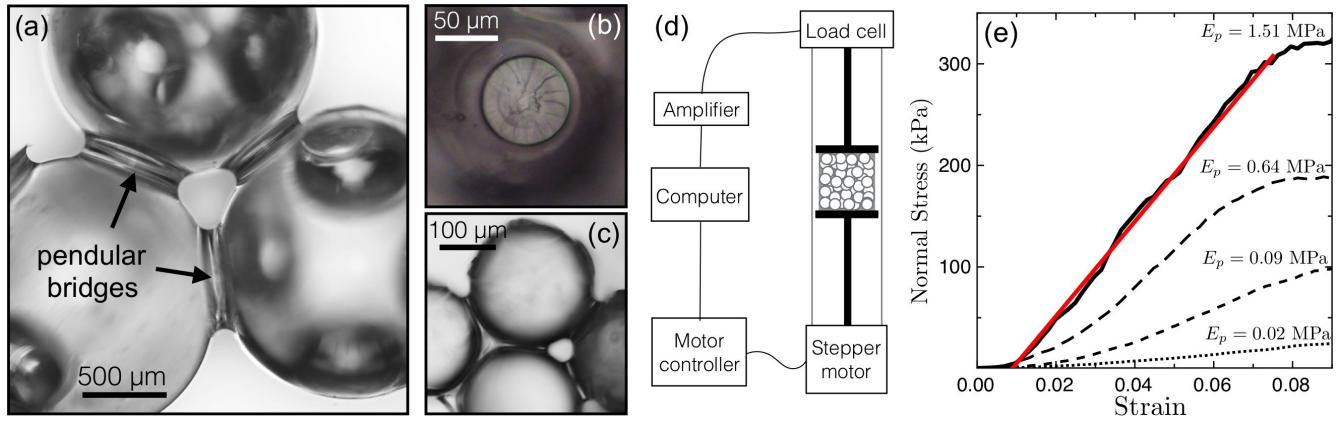 (a)
pendular
bridges
500 μm
50 μm
(b)
100 μm
(c)
(d)
Load cell
Amplifier
Computer
Motor
controller
Stepper
motor
(e)
E_p = 1.51 MPa
E_p = 0.64 MPa
E_p = 0.09 MPa
E_p = 0.02 MPa
Normal Stress (kPa)
300
200
100
0.00 0.02 0.04 0.06 0.08
Strain